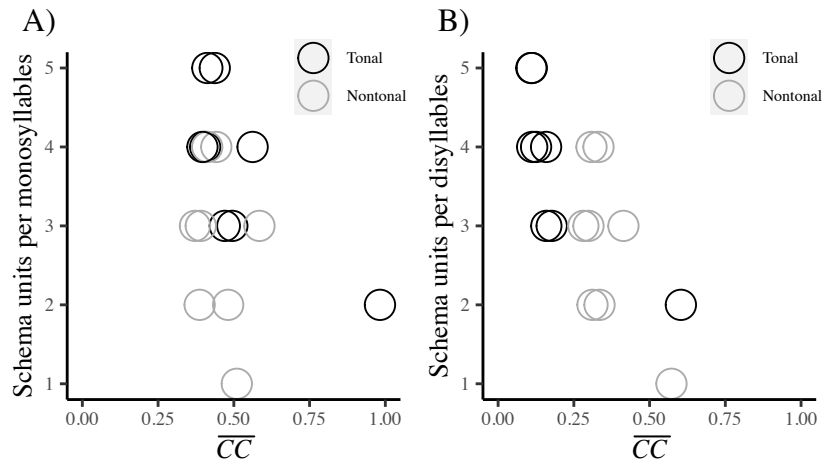 A)
Schema units per monosyllables
5
4
3
2
1
Tonal
Nontonal
0.00 0.25 0.50 0.75 1.00
CC
B)
Schema units per disyllables
5
4
3
2
1
Tonal
Nontonal
0.00 0.25 0.50 0.75 1.00
CC